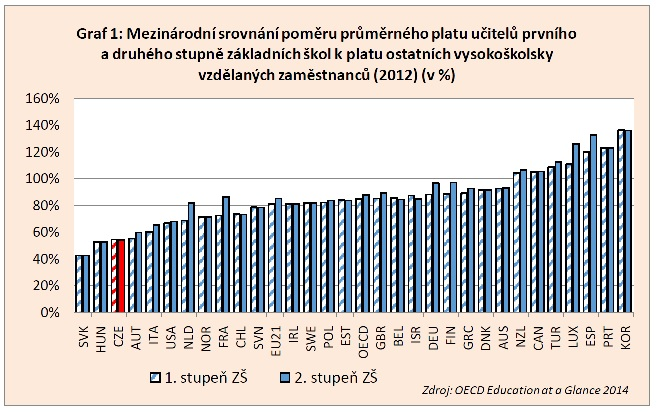 Graf 1: Mezinárodní srovnání poměru průměrného platu učitelů prvního
a druhého stupně základních škol k platu ostatních vysokoškolsky
vzdělaných zaměstnanců (2012) (v %)
160%
140%
120%
100%
80%
60%
40%
20%
0%
SVK HUN CZE AUT ITA USA NLD NOR FRA CHL SVN EU21 IRL SWE POL EST OECD GBR BEL ISR DEU FIN GRC DNK AUS NZL CAN TUR LUX ESP PRT KOR
1. stupeň ZŠ 2. stupeň ZŠ
Zdroj: OECD Education at a Glance 2014